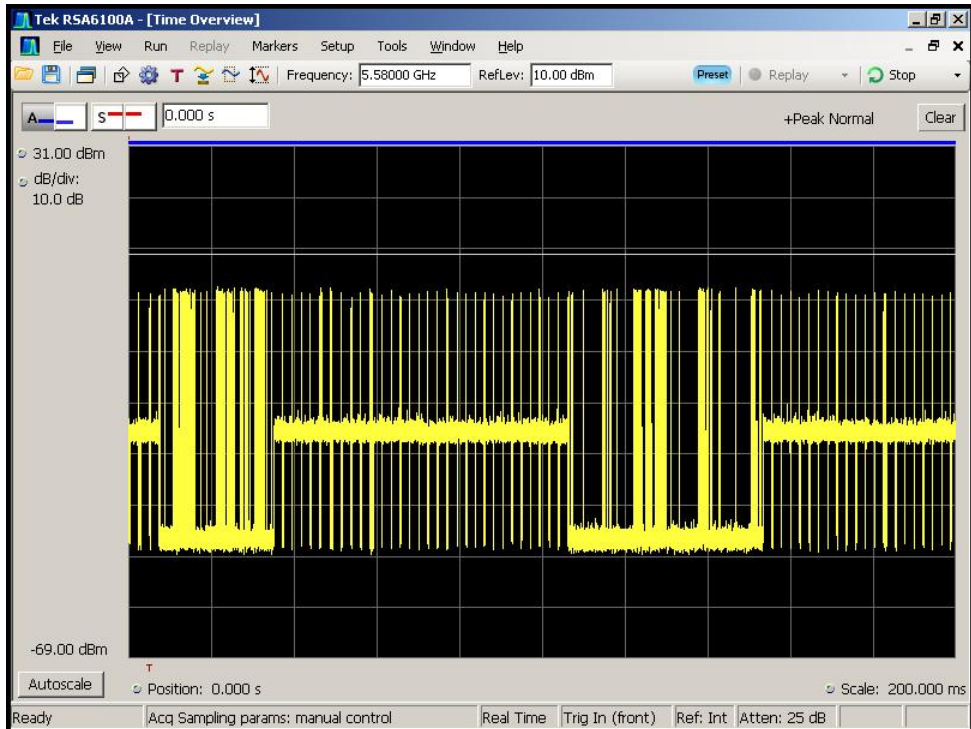 Tek RSA6100A - [Time Overview]
File View Run Replay Markers Setup Tools Window Help
T Frequency: 5.58000 GHz RefLev: 10.00 dBm Preset Replay Stop
A S 0.000 s +Peak Normal Clear
31.00 dBm
dB/div:
10.0 dB
-69.00 dBm
T
Autoscale Position: 0.000 s Scale: 200.000 ms
Ready Acq Sampling params: manual control Real Time Trig In (front) Ref: Int Atten: 25 dB